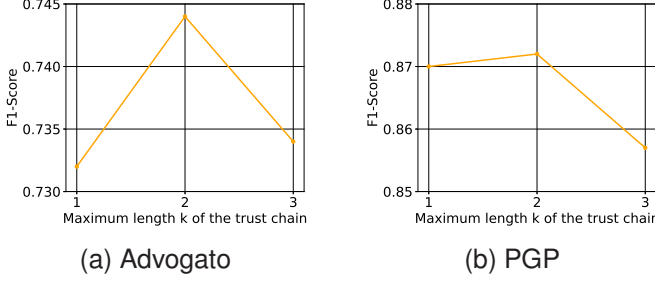 0.745
0.740
0.735
0.730
F1-Score
1 2 3
Maximum length k of the trust chain
(a) Advogato
0.88
0.87
0.86
0.85
F1-Score
1 2 3
Maximum length k of the trust chain
(b) PGP